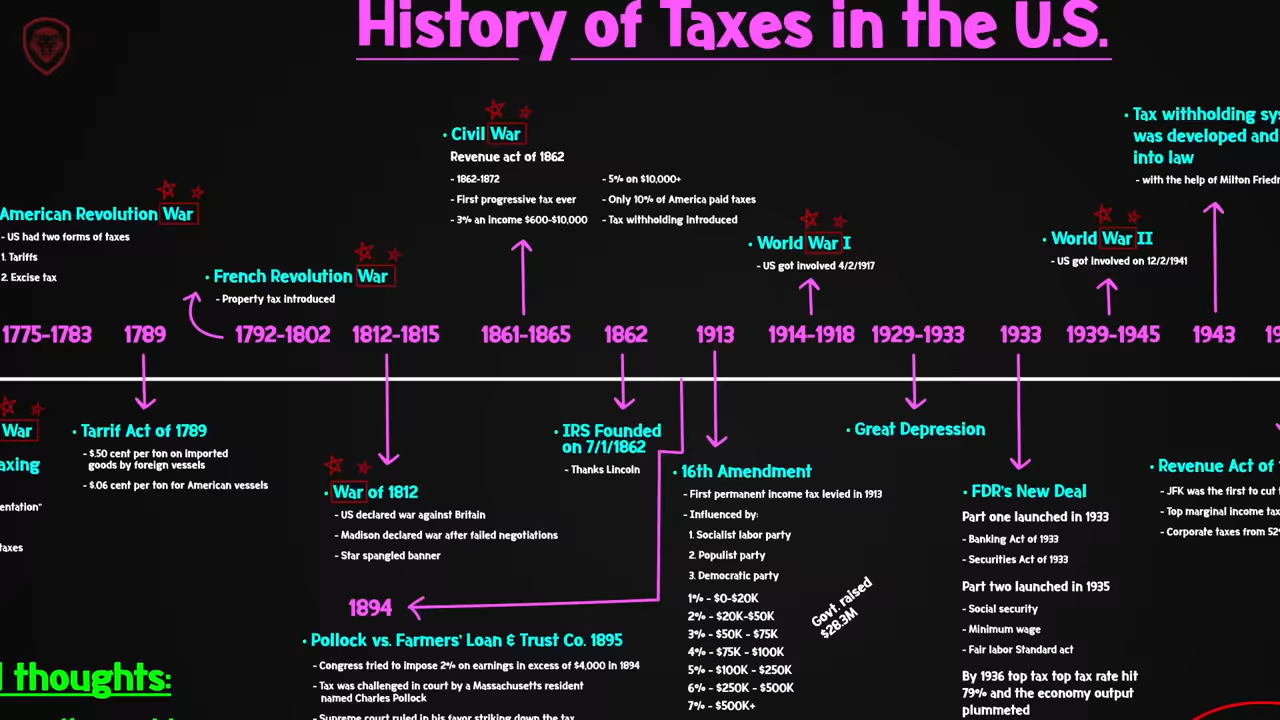 History of Taxes in the U.S.
• Tax withholding sys
was developed and
into law
- with the help of Milton Friedm
• Civil War
Revenue act of 1862
- 1862-1872
- First progressive tax ever
- 3% an income $600-$10,000
- 5% on $10,000+
- Only 10% of America paid taxes
- Tax withholding introduced
American Revolution War
- US had two forms of taxes
1. Tariffs
2. Excise tax
• French Revolution War
- Property tax introduced
• World War I
- US got involved 4/2/1917
• World War II
- US got involved on 12/2/1941
1775-1783 1789 1792-1802 1812-1815 1861-1865 1862 1913 1914-1918 1929-1933 1933 1939-1945 1943 19
War
axing
entation"
taxes
• Tarrif Act of 1789
- $.50 cent per ton on imported
goods by foreign vessels
- $.06 cent per ton for American vessels
• War of 1812
- US declared war against Britain
- Madison declared war after failed negotiations
- Star spangled banner
• IRS Founded
on 7/1/1862
- Thanks Lincoln
1894
• Pollock vs. Farmers' Loan & Trust Co. 1895
- Congress tried to impose 2% on earnings in excess of $4,000 in 1894
- Tax was challenged in court by a Massachusetts resident
named Charles Pollock
- Supreme court ruled in his favor striking down the tax
• 16th Amendment
- First permanent income tax levied in 1913
- Influenced by:
1. Socialist labor party
2. Populist party
3. Democratic party
1% - $0-$20K
2% - $20K-$50K
3% - $50K - $75K
4% - $75K - $100K
5% - $100K - $250K
6% - $250K - $500K
7% - $500K+
Govt. raised
$28.3M
• Great Depression
• FDR's New Deal
Part one launched in 1933
- Banking Act of 1933
- Securities Act of 1933
Part two launched in 1935
- Social security
- Minimum wage
- Fair labor Standard act
By 1936 top tax top tax rate hit
79% and the economy output
plummeted
• Revenue Act of 1
- JFK was the first to cut t
- Top marginal income tax
- Corporate taxes from 52%
l thoughts: